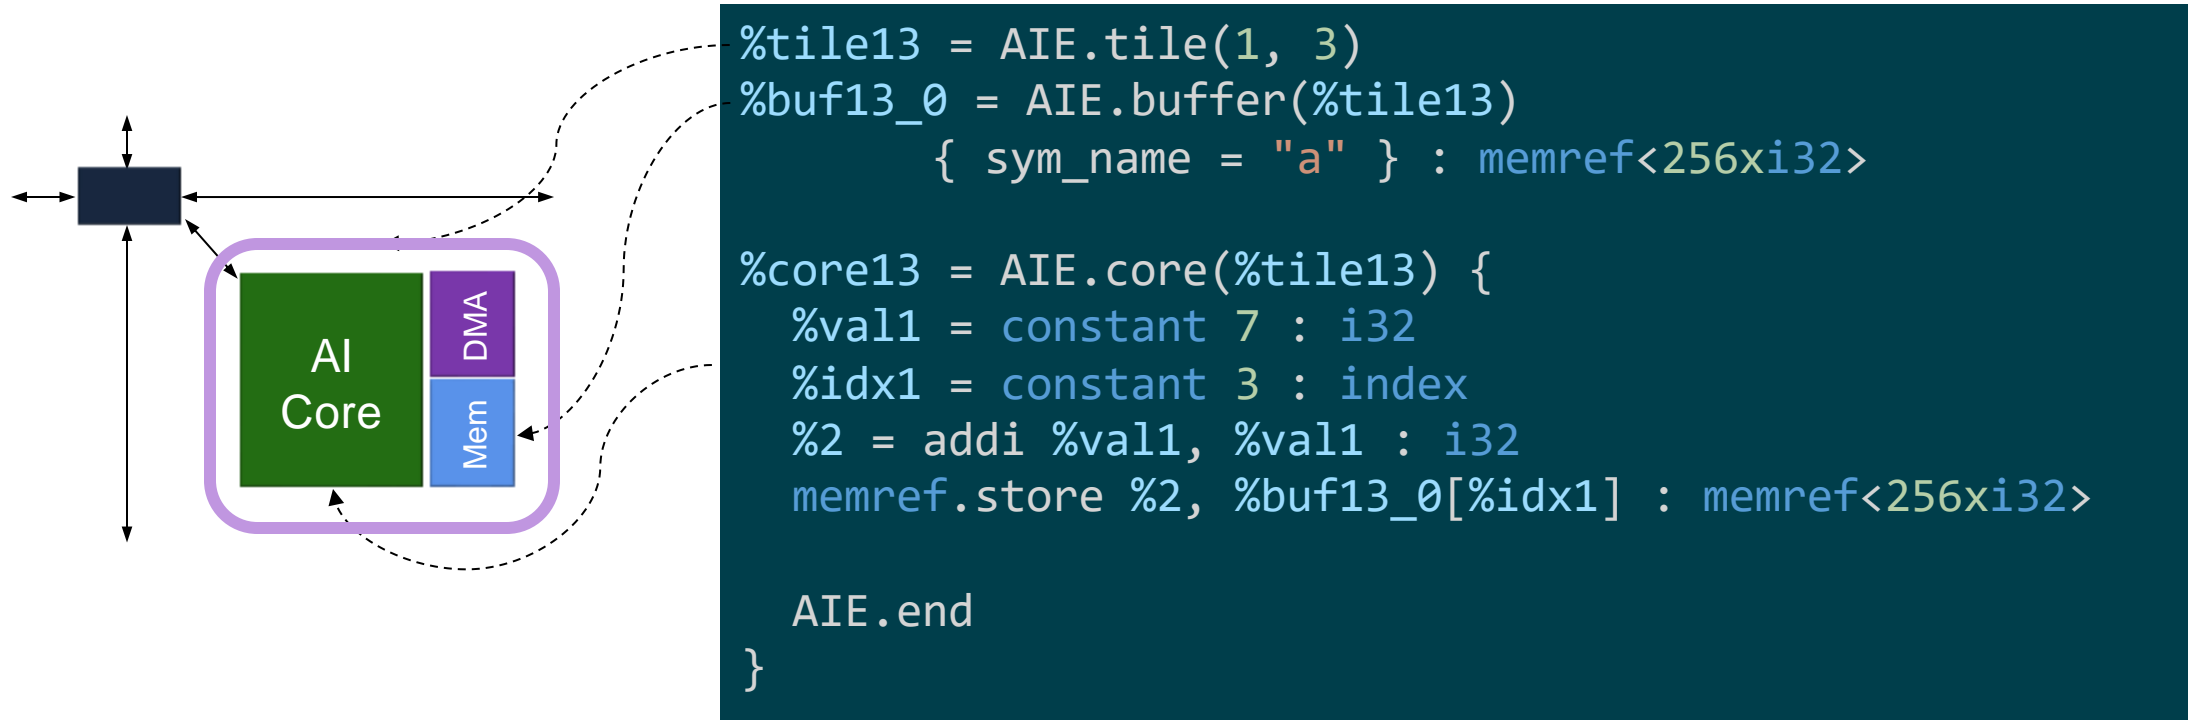 AI
Core
DMA
Mem
%tile13 = AIE.tile(1, 3)
%buf13_0 = AIE.buffer(%tile13)
{ sym_name = "a" } : memref<256xi32>
%core13 = AIE.core(%tile13) {
%val1 = constant 7 : i32
%idx1 = constant 3 : index
%2 = addi %val1, %val1 : i32
memref.store %2, %buf13_0[%idx1] : memref<256xi32>
AIE.end
}